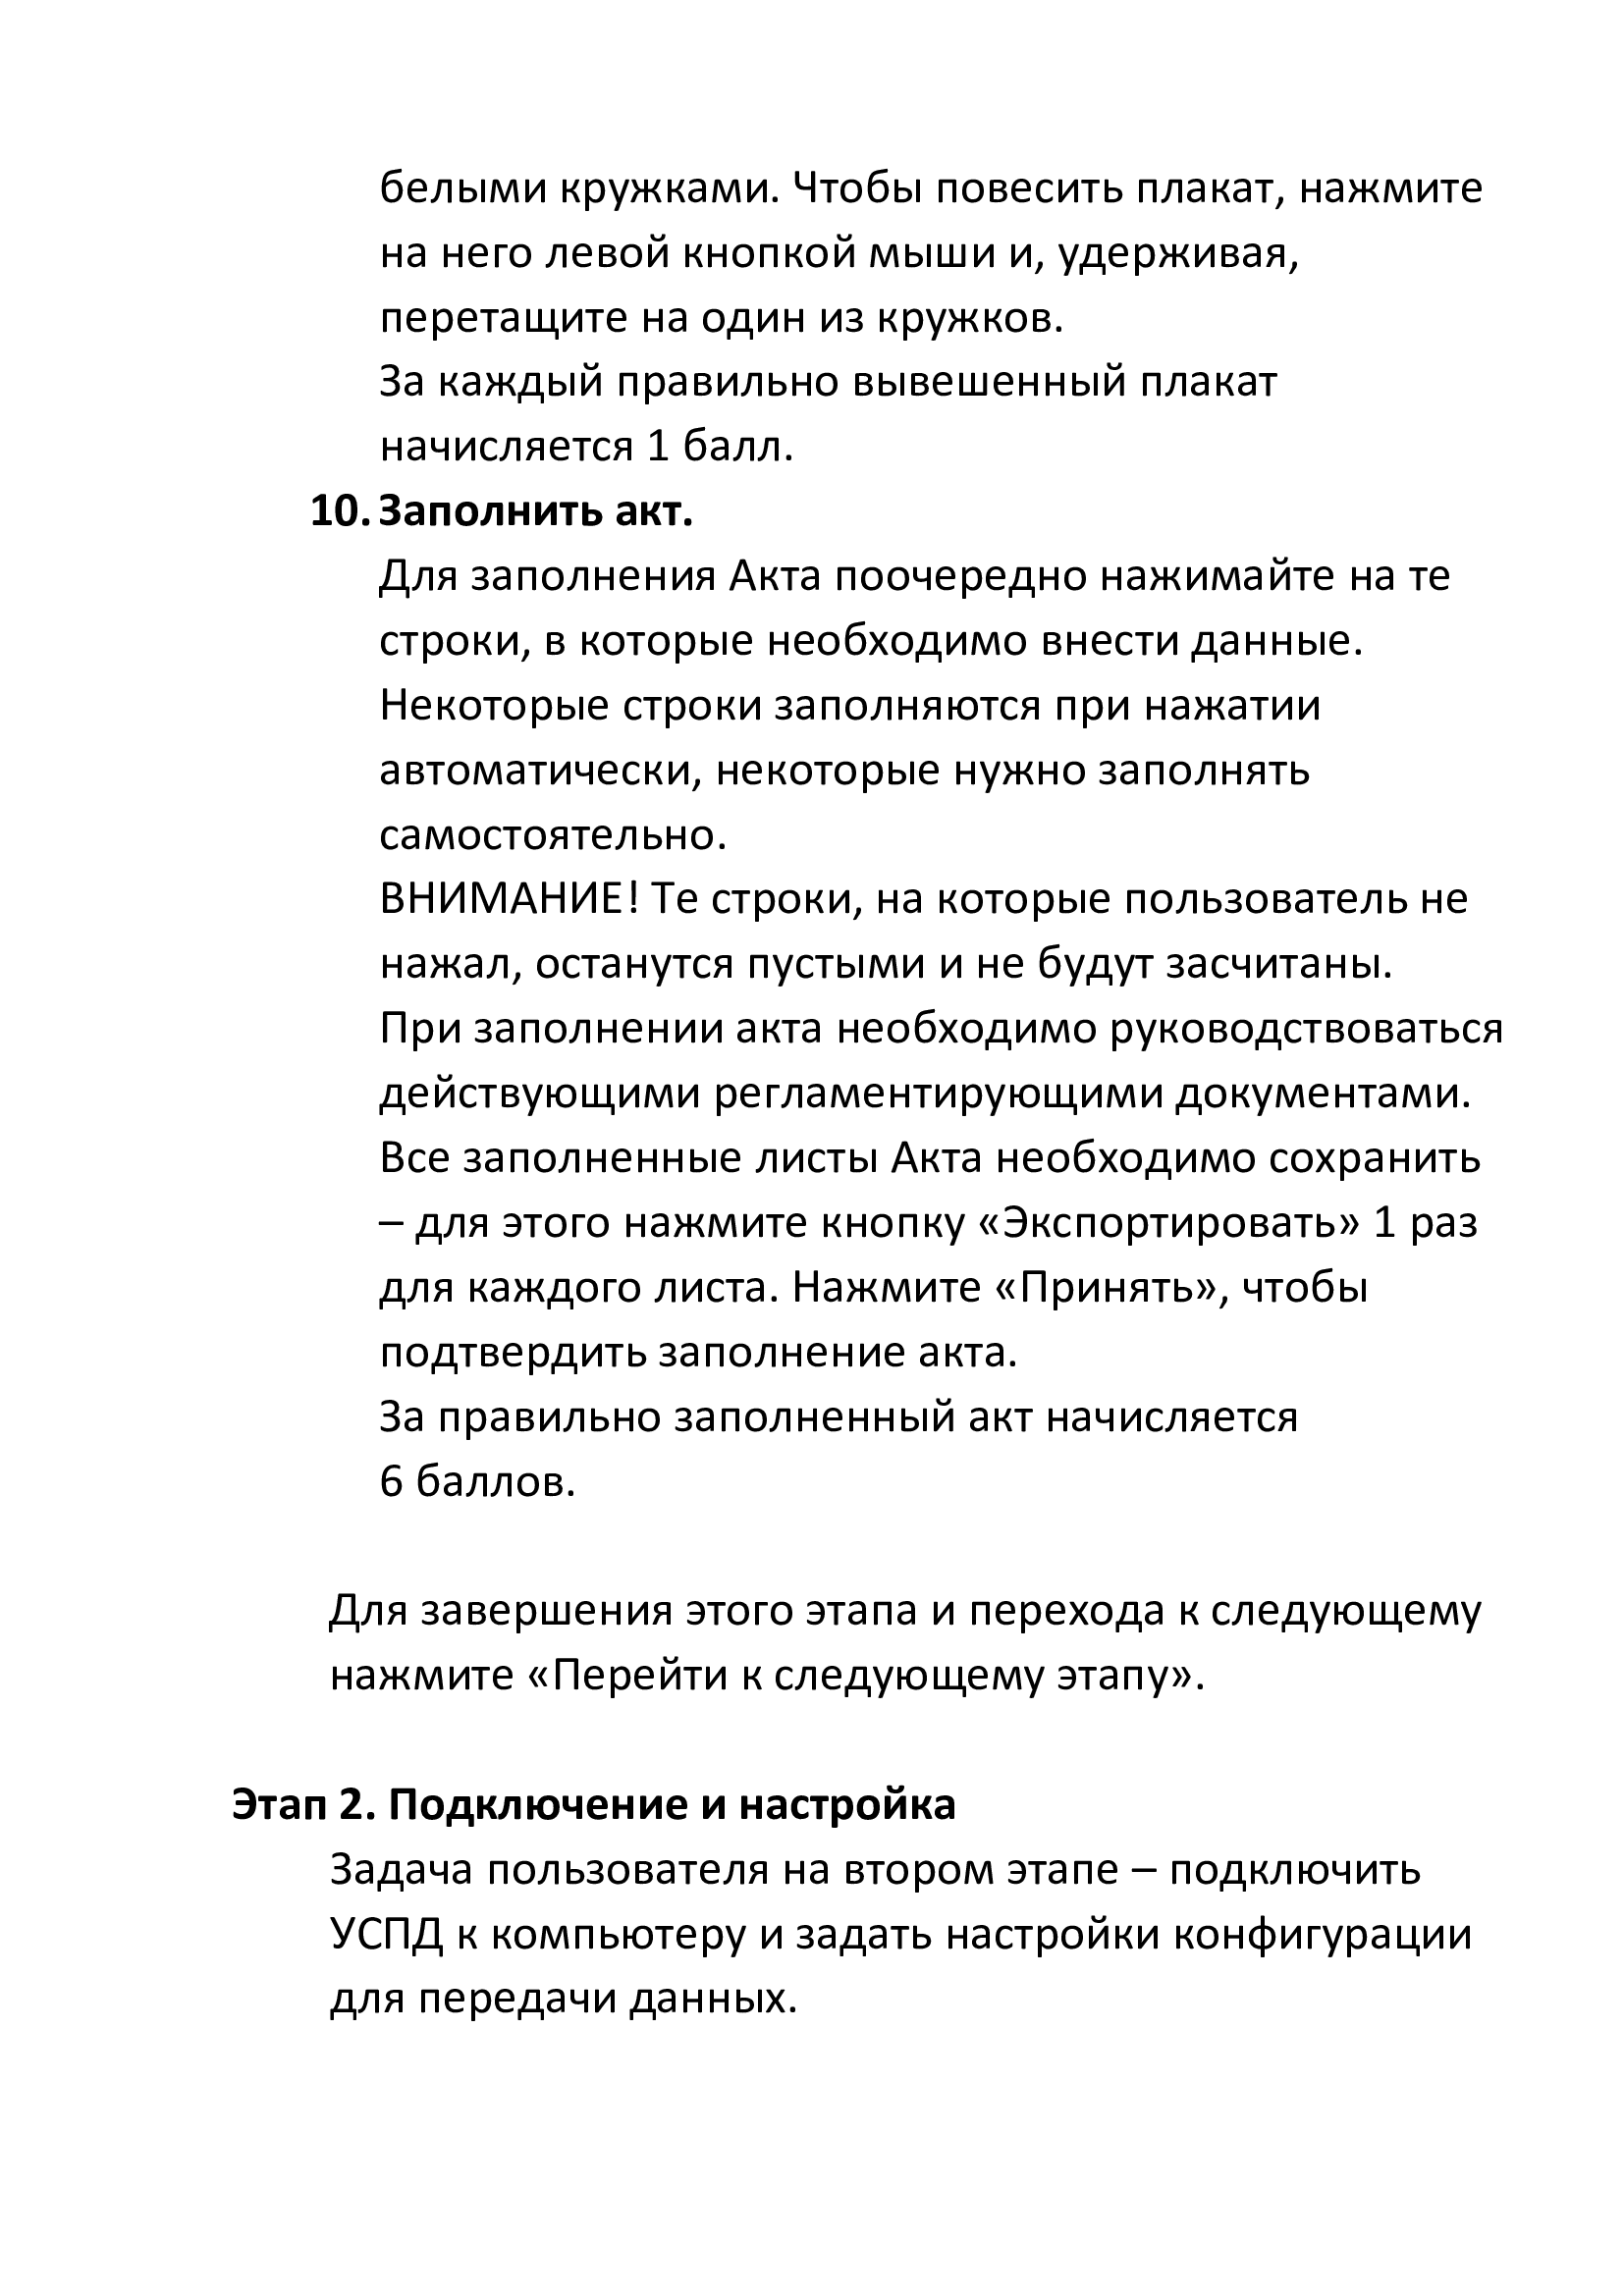 белыми кружками. Чтобы повесить плакат, нажмите
на него левой кнопкой мыши и, удерживая,
перетащите на один из кружков.
За каждый правильно вывешенный плакат
начисляется 1 балл.
10. Заполнить акт.
Для заполнения Акта поочередно нажимайте на те
строки, в которые необходимо внести данные.
Некоторые строки заполняются при нажатии
автоматически, некоторые нужно заполнять
самостоятельно.
ВНИМАНИЕ! Те строки, на которые пользователь не
нажал, останутся пустыми и не будут засчитаны.
При заполнении акта необходимо руководствоваться
действующими регламентирующими документами.
Все заполненные листы Акта необходимо сохранить
– для этого нажмите кнопку «Экспортировать» 1 раз
для каждого листа. Нажмите «Принять», чтобы
подтвердить заполнение акта.
За правильно заполненный акт начисляется
6 баллов.
Для завершения этого этапа и перехода к следующему
нажмите «Перейти к следующему этапу».
Этап 2. Подключение и настройка
Задача пользователя на втором этапе – подключить
УСПД к компьютеру и задать настройки конфигурации
для передачи данных.